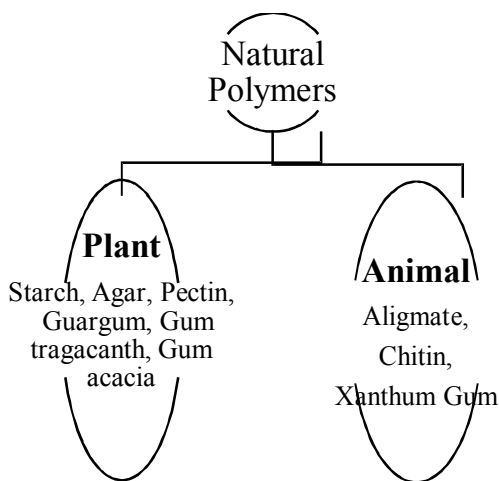 Natural
Polymers
Plant
Starch, Agar, Pectin,
Guargum, Gum
tragacanth, Gum
acacia
Animal
Aligmate,
Chitin,
Xanthum Gum